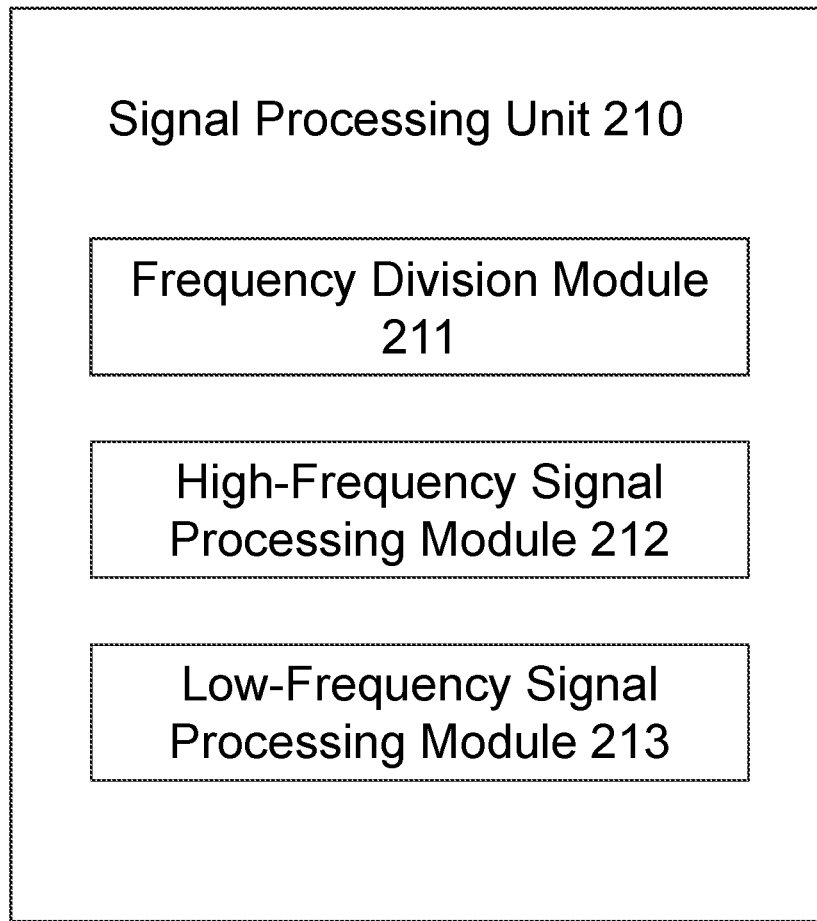 Signal Processing Unit 210
Frequency Division Module
211
High-Frequency Signal
Processing Module 212
Low-Frequency Signal
Processing Module 213